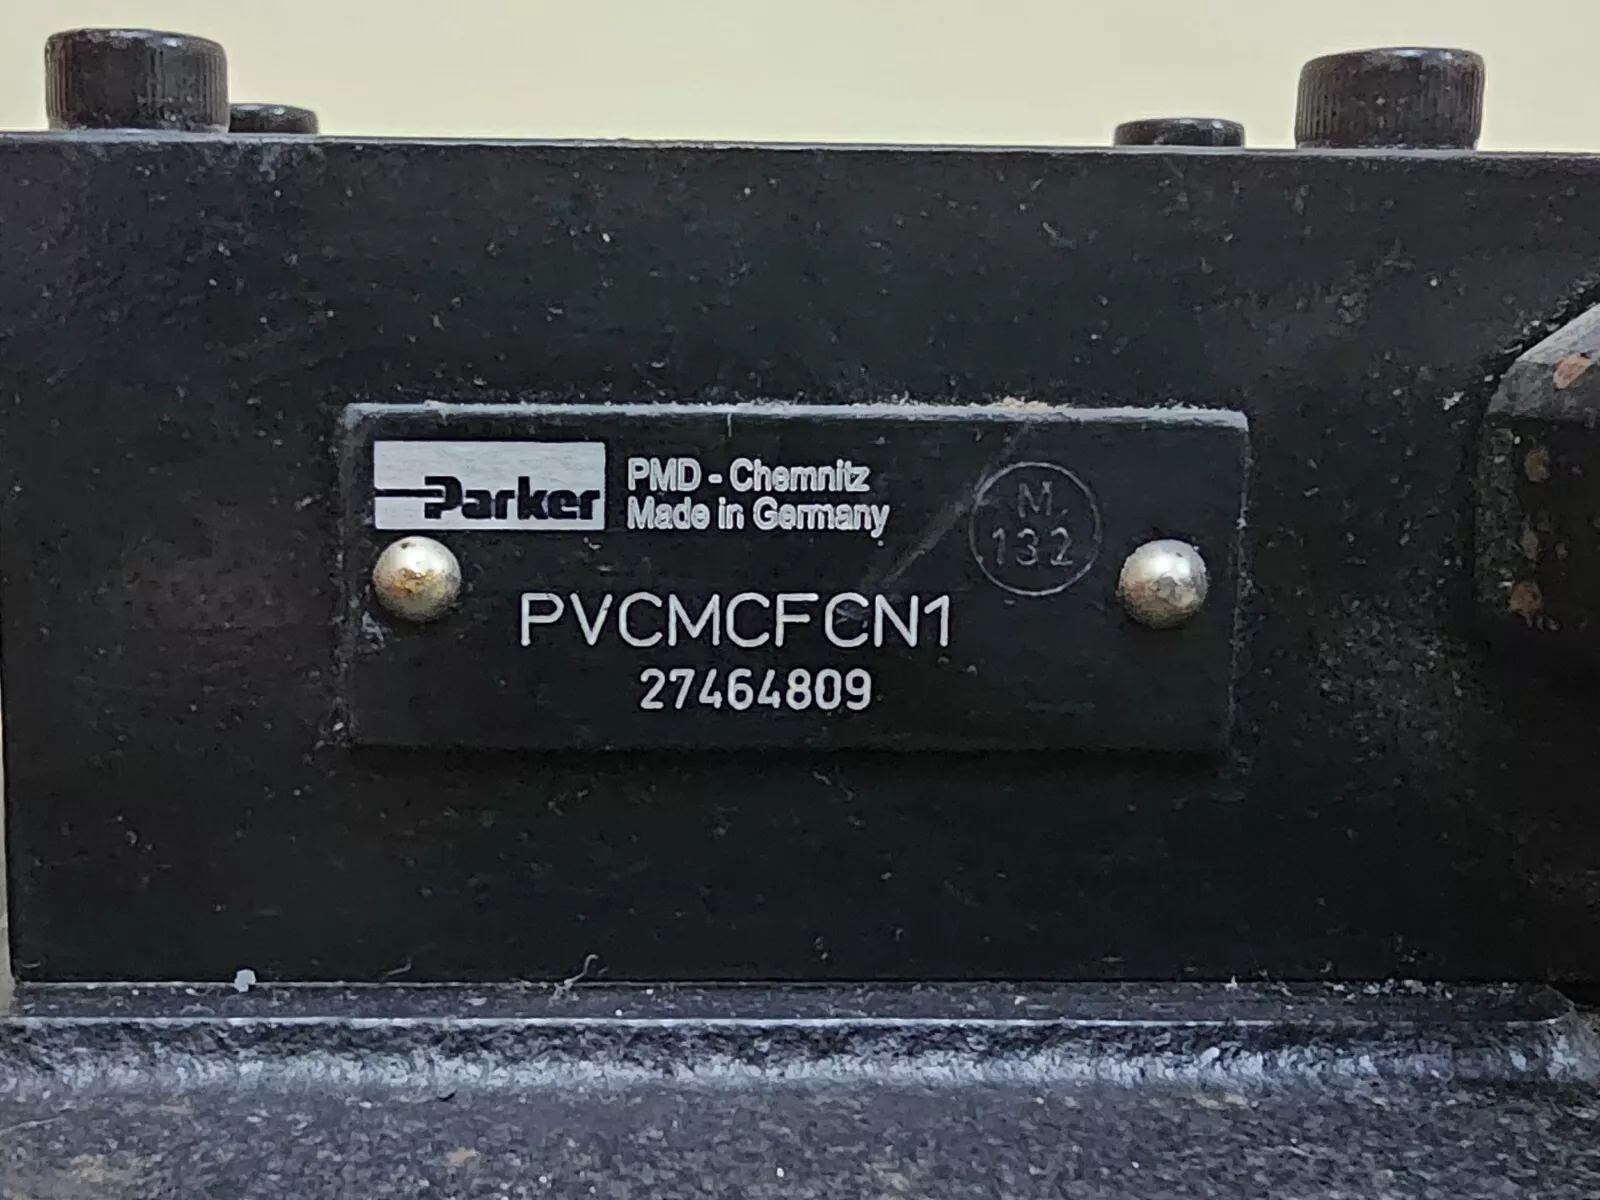 Parker
PMD - Chemnitz
Made in Germany
M.
132
PVCMCFCN1
27464809